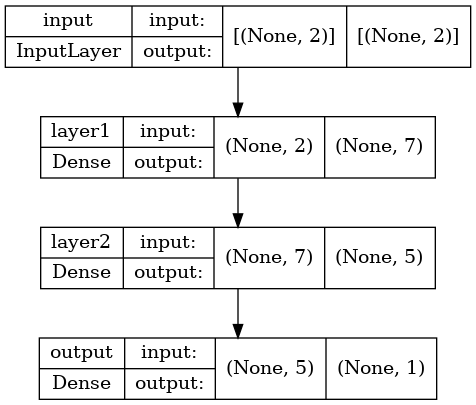 input input: [(None, 2)] [(None, 2)]
InputLayer output:
layer1 input: (None, 2) (None, 7)
Dense output:
layer2 input: (None, 7) (None, 5)
Dense output:
output input: (None, 5) (None, 1)
Dense output: